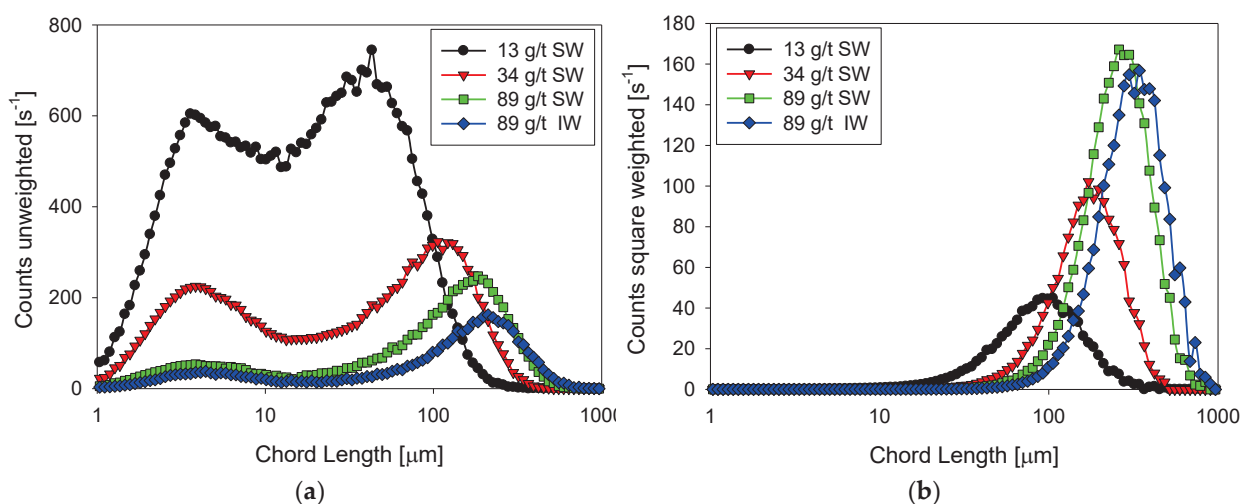 800
600
400
200
0
Counts unweighted [s⁻¹]
13 g/t SW
34 g/t SW
89 g/t SW
89 g/t IW
1 10 100 1000
Chord Length [μm]
(a)
180
160
140
120
100
80
60
40
20
0
Counts square weighted [s⁻¹]
13 g/t SW
34 g/t SW
89 g/t SW
89 g/t IW
1 10 100 1000
Chord Length [μm]
(b)